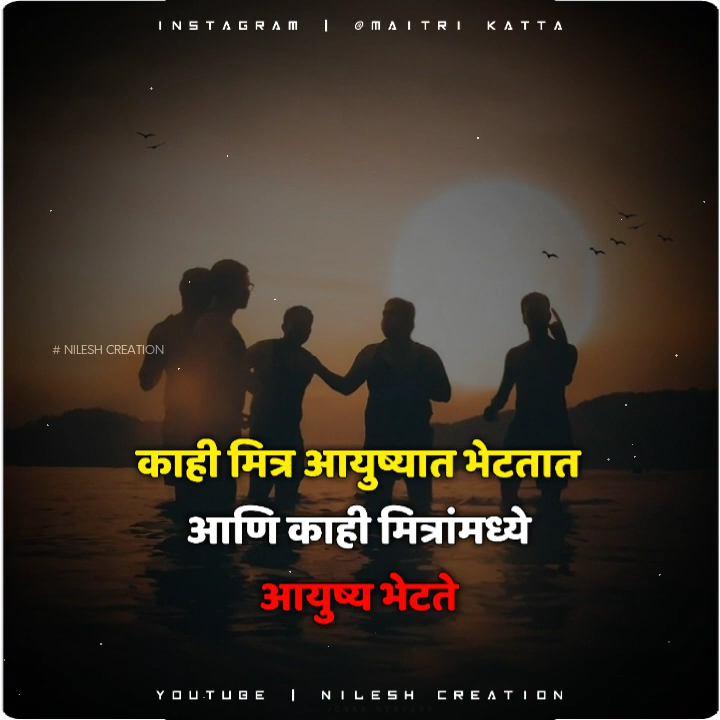 INSTAGRAM | @MAITRI KATTA
# NILESH CREATION
काही मित्र आयुष्यात भेटतात
आणि काही मित्रांमध्ये
आयुष्य भेटते
YOUTUBE | NILESH CREATION